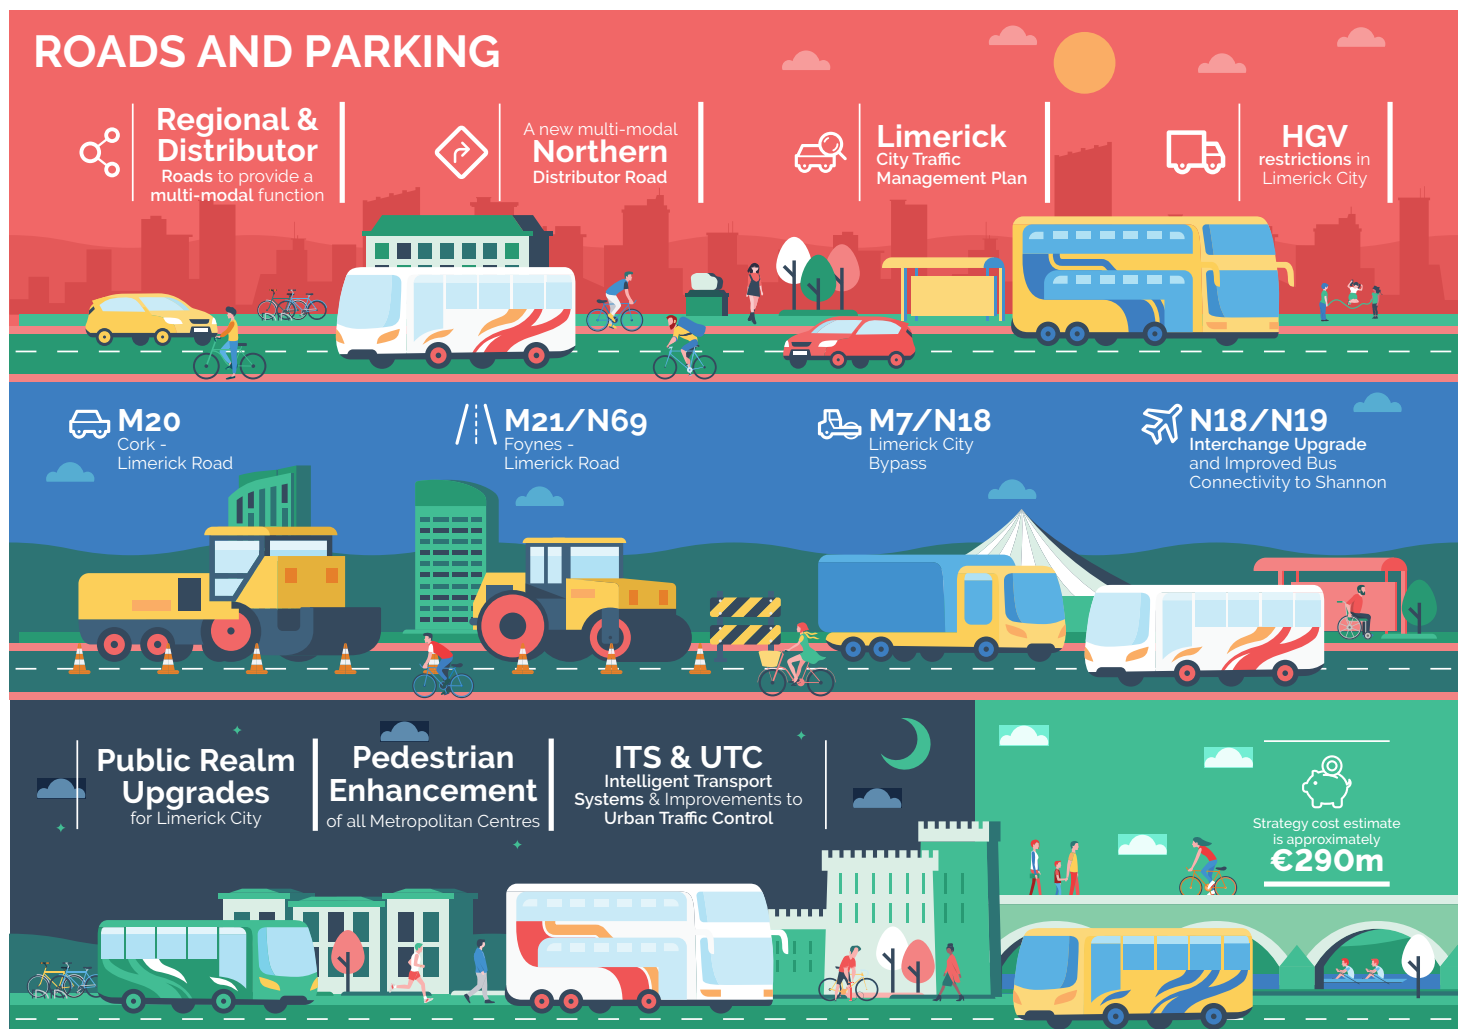 ROADS AND PARKING
Regional &
Distributor
Roads to provide a
multi-modal function
A new multi-modal
Northern
Distributor Road
Limerick
City Traffic
Management Plan
HGV
restrictions in
Limerick City
M20
Cork -
Limerick Road
M21/N69
Foynes -
Limerick Road
M7/N18
Limerick City
Bypass
N18/N19
Interchange Upgrade
and Improved Bus
Connectivity to Shannon
Public Realm
Upgrades
for Limerick City
Pedestrian
Enhancement
of all Metropolitan Centres
ITS & UTC
Intelligent Transport
Systems & Improvements to
Urban Traffic Control
Strategy cost estimate
is approximately
€290m